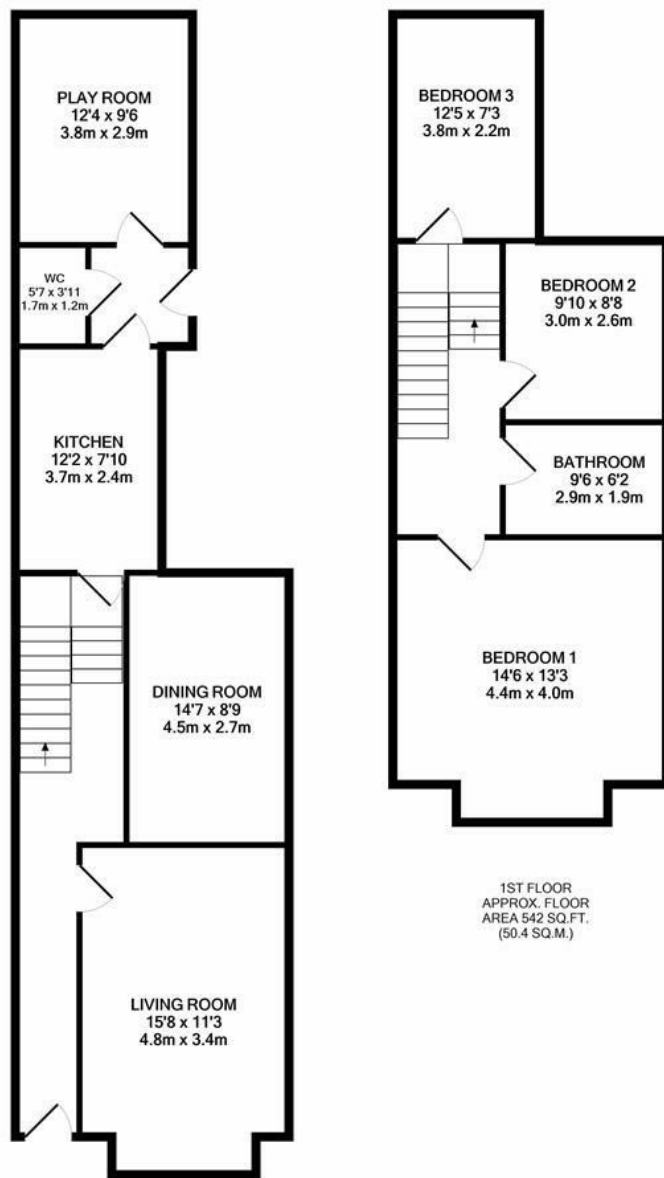 PLAY ROOM
12'4 x 9'6
3.8m x 2.9m
WC
5'7 x 3'11
1.7m x 1.2m
KITCHEN
12'2 x 7'10
3.7m x 2.4m
DINING ROOM
14'7 x 8'9
4.5m x 2.7m
LIVING ROOM
15'8 x 11'3
4.8m x 3.4m
BEDROOM 3
12'5 x 7'3
3.8m x 2.2m
BEDROOM 2
9'10 x 8'8
3.0m x 2.6m
BATHROOM
9'6 x 6'2
2.9m x 1.9m
BEDROOM 1
14'6 x 13'3
4.4m x 4.0m
1ST FLOOR
APPROX. FLOOR
AREA 542 SQ.FT.
(50.4 SQ.M.)